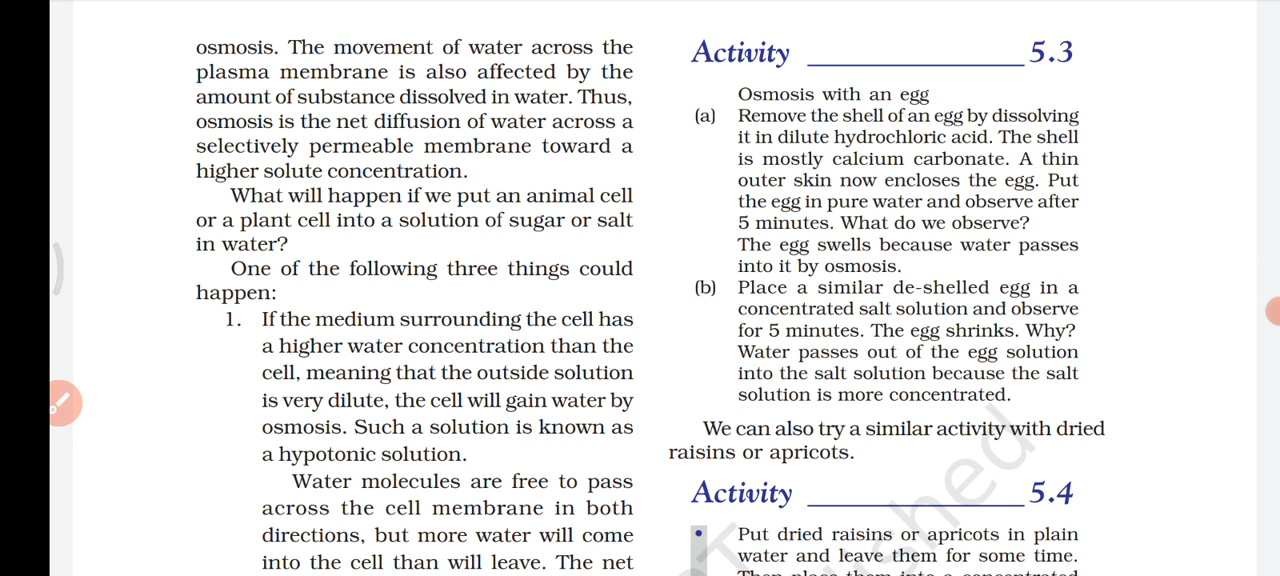 osmosis. The movement of water across the
plasma membrane is also affected by the
amount of substance dissolved in water. Thus,
osmosis is the net diffusion of water across a
selectively permeable membrane toward a
higher solute concentration.
What will happen if we put an animal cell
or a plant cell into a solution of sugar or salt
in water?
One of the following three things could
happen:
1. If the medium surrounding the cell has
a higher water concentration than the
cell, meaning that the outside solution
is very dilute, the cell will gain water by
osmosis. Such a solution is known as
a hypotonic solution.
Water molecules are free to pass
across the cell membrane in both
directions, but more water will come
into the cell than will leave. The net
Activity 5.3
Osmosis with an egg
(a) Remove the shell of an egg by dissolving
it in dilute hydrochloric acid. The shell
is mostly calcium carbonate. A thin
outer skin now encloses the egg. Put
the egg in pure water and observe after
5 minutes. What do we observe?
The egg swells because water passes
into it by osmosis.
(b) Place a similar de-shelled egg in a
concentrated salt solution and observe
for 5 minutes. The egg shrinks. Why?
Water passes out of the egg solution
into the salt solution because the salt
solution is more concentrated.
We can also try a similar activity with dried
raisins or apricots.
Activity 5.4
• Put dried raisins or apricots in plain
water and leave them for some time.
Then place them into a concentrated